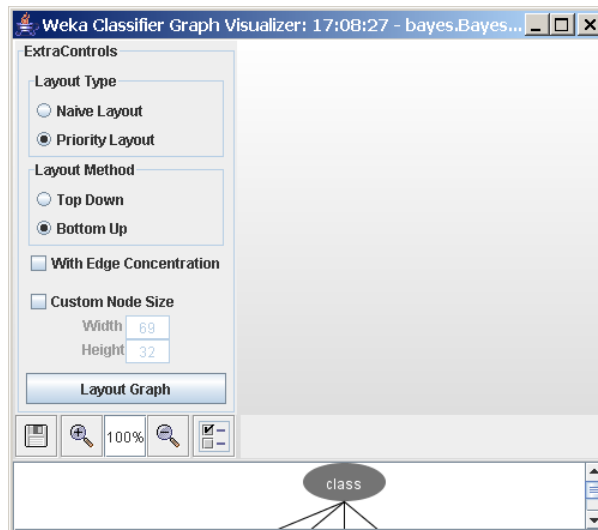 Weka Classifier Graph Visualizer: 17:08:27 - bayes.Bayes...
ExtraControls
Layout Type
Naive Layout
Priority Layout
Layout Method
Top Down
Bottom Up
With Edge Concentration
Custom Node Size
Width 69
Height 32
Layout Graph
100%
class